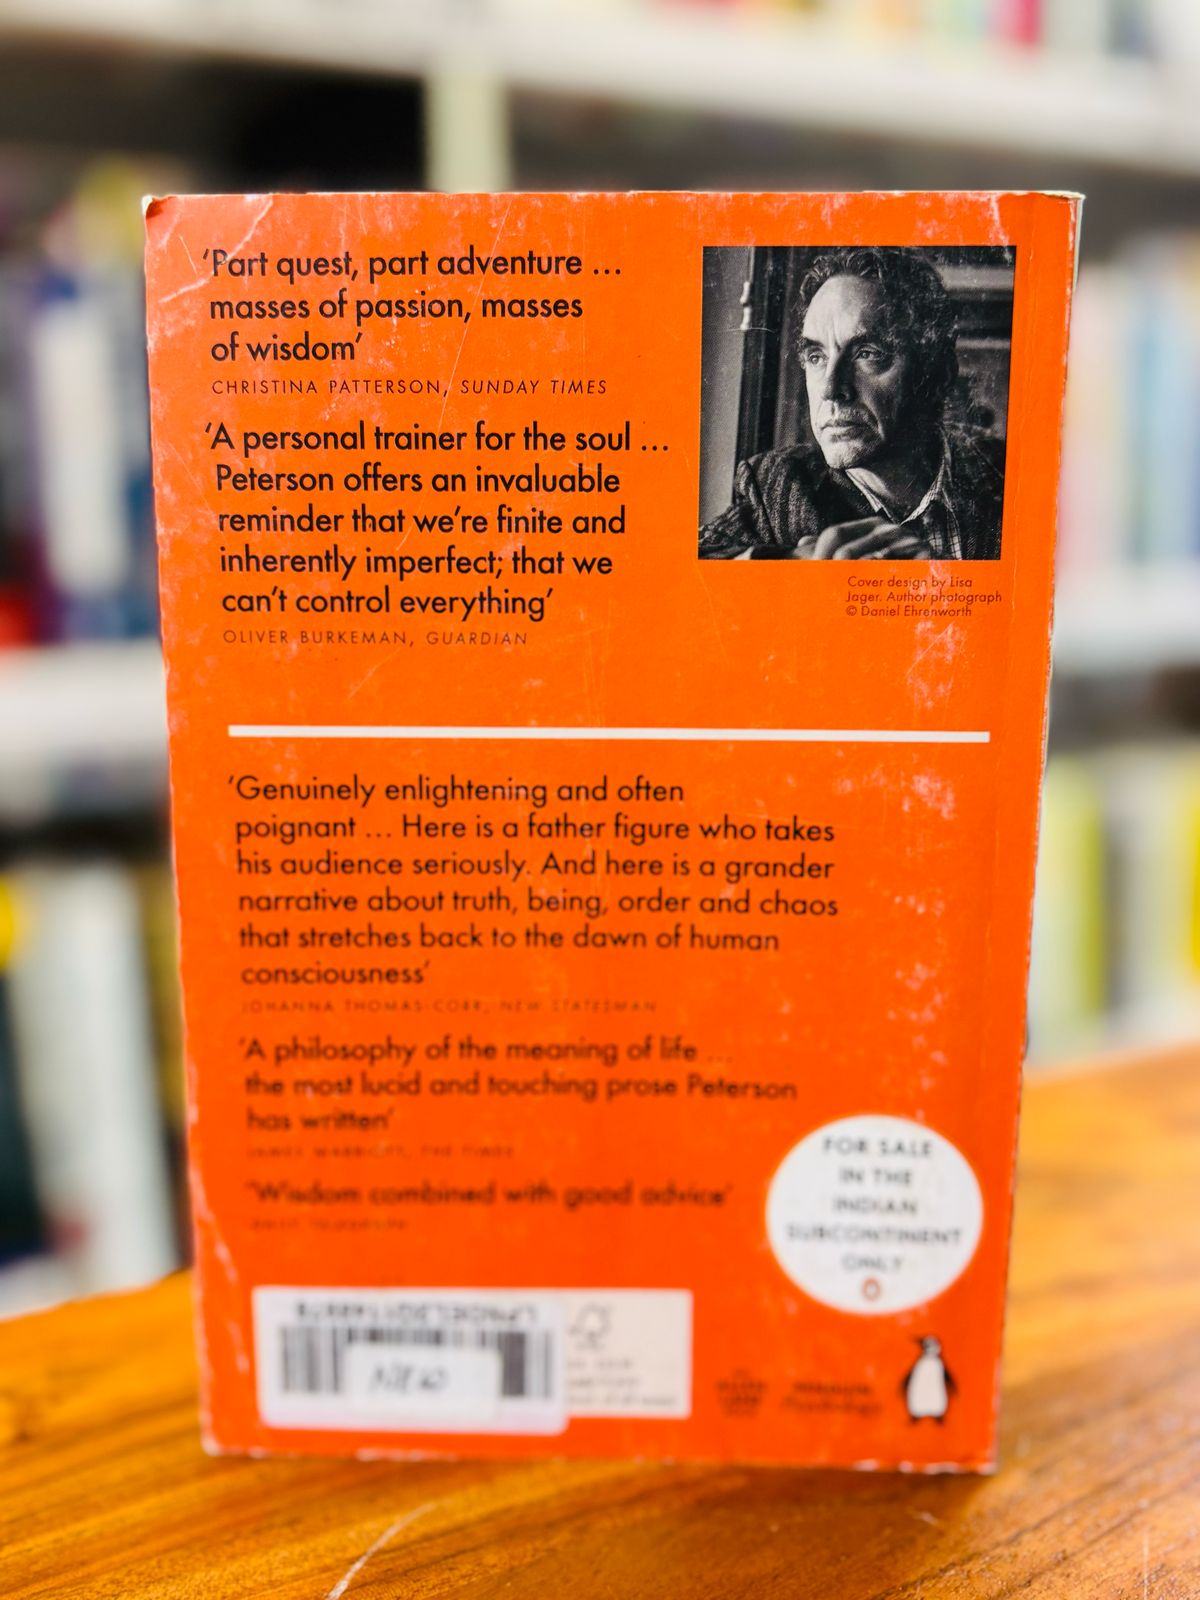 ‘Part quest, part adventure ...
masses of passion, masses
of wisdom’
CHRISTINA PATTERSON, SUNDAY TIMES
‘A personal trainer for the soul ...
Peterson offers an invaluable
reminder that we’re finite and
inherently imperfect; that we
can’t control everything’
OLIVER BURKEMAN, GUARDIAN
Cover design by Lisa
Jager. Author photograph
© Daniel Ehrenworth
‘Genuinely enlightening and often
poignant ... Here is a father figure who takes
his audience seriously. And here is a grander
narrative about truth, being, order and chaos
that stretches back to the dawn of human
consciousness’
JOHANNA THOMAS-CORR, NEW STATESMAN
‘A philosophy of the meaning of life ...
the most lucid and touching prose Peterson
has written’
JAMES MARRIOTT, THE TIMES
‘Wisdom combined with good advice’
FOR SALE
IN THE
INDIAN
SUBCONTINENT
ONLY
NEW